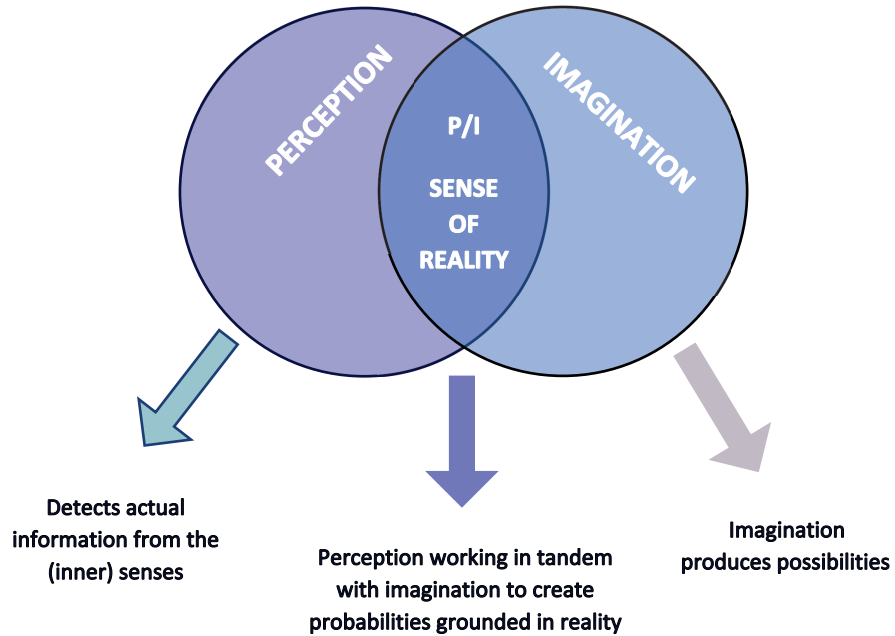 PERCEPTION
IMAGINATION
P/I
SENSE
OF
REALITY
Detects actual
information from the
(inner) senses
Perception working in tandem
with imagination to create
probabilities grounded in reality
Imagination
produces possibilities